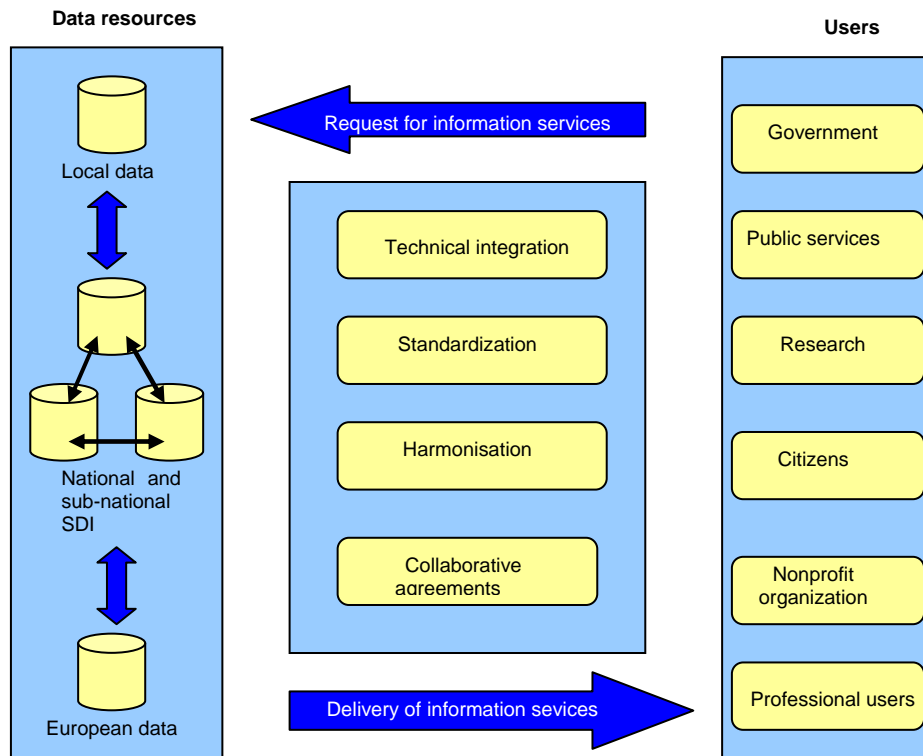 Data resources
Users
Local data
National and
sub-national
SDI
European data
Request for information services
Technical integration
Standardization
Harmonisation
Collaborative
agreements
Delivery of information sevices
Government
Public services
Research
Citizens
Nonprofit
organization
Professional users